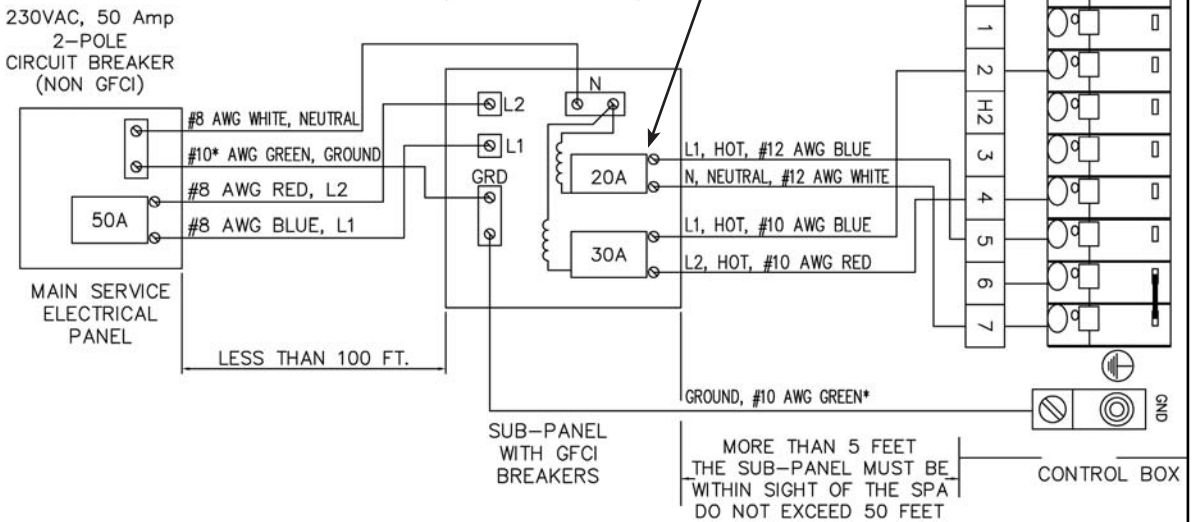 230VAC, 50 Amp
2-POLE
CIRCUIT BREAKER
(NON GFCI)
#8 AWG WHITE, NEUTRAL
#10* AWG GREEN, GROUND
#8 AWG RED, L2
#8 AWG BLUE, L1
50A
MAIN SERVICE
ELECTRICAL
PANEL
LESS THAN 100 FT.
N
L2
L1
GRD
20A
30A
SUB-PANEL
WITH GFCI
BREAKERS
L1, HOT, #12 AWG BLUE
N, NEUTRAL, #12 AWG WHITE
L1, HOT, #10 AWG BLUE
L2, HOT, #10 AWG RED
GROUND, #10 AWG GREEN*
MORE THAN 5 FEET
THE SUB-PANEL MUST BE
WITHIN SIGHT OF THE SPA
DO NOT EXCEED 50 FEET
1
2
H2
3
4
5
6
7
GND
CONTROL BOX